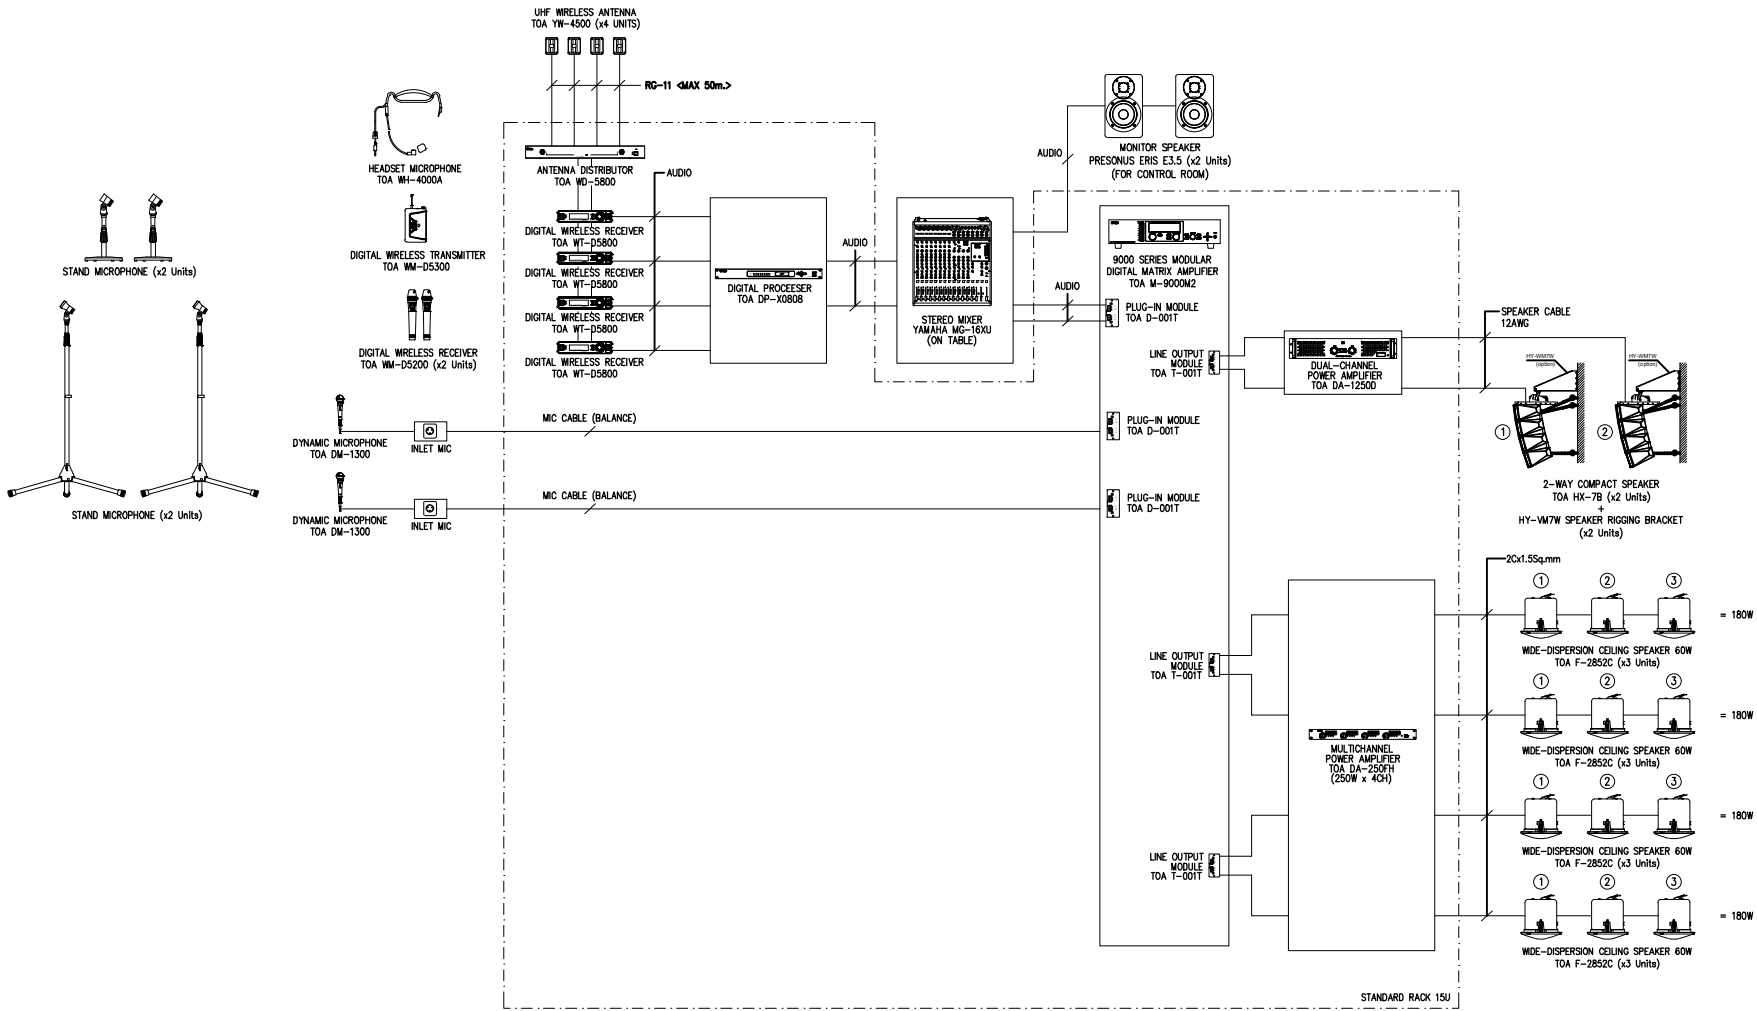 UHF WIRELESS ANTENNA
TOA YW-4500 (x4 UNITS)
RG-11 <MAX 50m.>
HEADSET MICROPHONE
TOA WH-4000A
ANTENNA DISTRIBUTOR
TOA WD-5800
AUDIO
AUDIO
MONITOR SPEAKER
PRESONUS ERIS E3.5 (x2 Units)
(FOR CONTROL ROOM)
STAND MICROPHONE (x2 Units)
DIGITAL WIRELESS TRANSMITTER
TOA WM-D5300
DIGITAL WIRELESS RECEIVER
TOA WT-D5800
DIGITAL WIRELESS RECEIVER
TOA WT-D5800
DIGITAL WIRELESS RECEIVER
TOA WT-D5800
DIGITAL WIRELESS RECEIVER
TOA WT-D5800
DIGITAL PROCEESER
TOA DP-X0808
AUDIO
STEREO MIXER
YAMAHA MG-16XU
(ON TABLE)
AUDIO
9000 SERIES MODULAR
DIGITAL MATRIX AMPLIFIER
TOA M-9000M2
PLUG-IN MODULE
TOA D-001T
LINE OUTPUT
MODULE
TOA T-001T
DUAL-CHANNEL
POWER AMPLIFIER
TOA DA-1250D
SPEAKER CABLE
12AWG
HY-WM7W
(option)
HY-WM7W
(option)
1
2
2-WAY COMPACT SPEAKER
TOA HX-7B (x2 Units)
+
HY-VM7W SPEAKER RIGGING BRACKET
(x2 Units)
DIGITAL WIRELESS RECEIVER
TOA WM-D5200 (x2 Units)
STAND MICROPHONE (x2 Units)
DYNAMIC MICROPHONE
TOA DM-1300
INLET MIC
MIC CABLE (BALANCE)
PLUG-IN MODULE
TOA D-001T
DYNAMIC MICROPHONE
TOA DM-1300
INLET MIC
MIC CABLE (BALANCE)
PLUG-IN MODULE
TOA D-001T
LINE OUTPUT
MODULE
TOA T-001T
LINE OUTPUT
MODULE
TOA T-001T
MULTICHANNEL
POWER AMPLIFIER
TOA DA-250FH
(250W x 4CH)
2Cx1.5Sq.mm
1 2 3
= 180W
WIDE-DISPERSION CEILING SPEAKER 60W
TOA F-2852C (x3 Units)
1 2 3
= 180W
WIDE-DISPERSION CEILING SPEAKER 60W
TOA F-2852C (x3 Units)
1 2 3
= 180W
WIDE-DISPERSION CEILING SPEAKER 60W
TOA F-2852C (x3 Units)
1 2 3
= 180W
WIDE-DISPERSION CEILING SPEAKER 60W
TOA F-2852C (x3 Units)
STANDARD RACK 15U